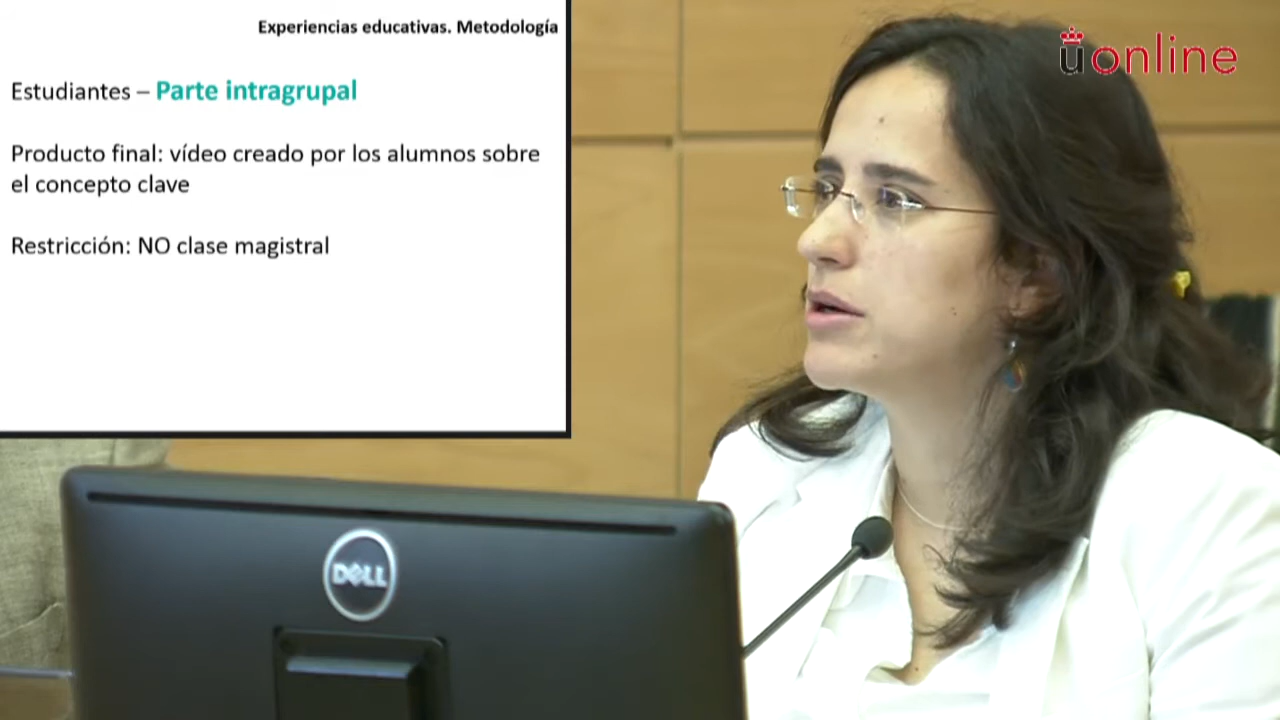 Experiencias educativas. Metodología
Estudiantes – Parte intragrupal
Producto final: vídeo creado por los alumnos sobre
el concepto clave
Restricción: NO clase magistral
uonline
DELL